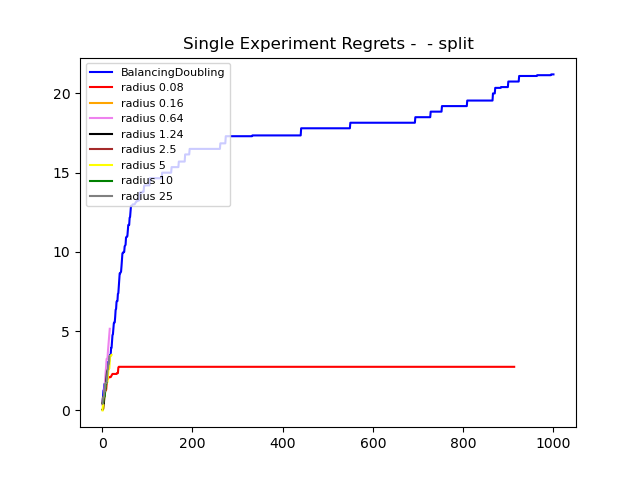 Single Experiment Regrets -  - split
BalancingDoubling
radius 0.08
radius 0.16
radius 0.64
radius 1.24
radius 2.5
radius 5
radius 10
radius 25
20
15
10
5
0
0 200 400 600 800 1000